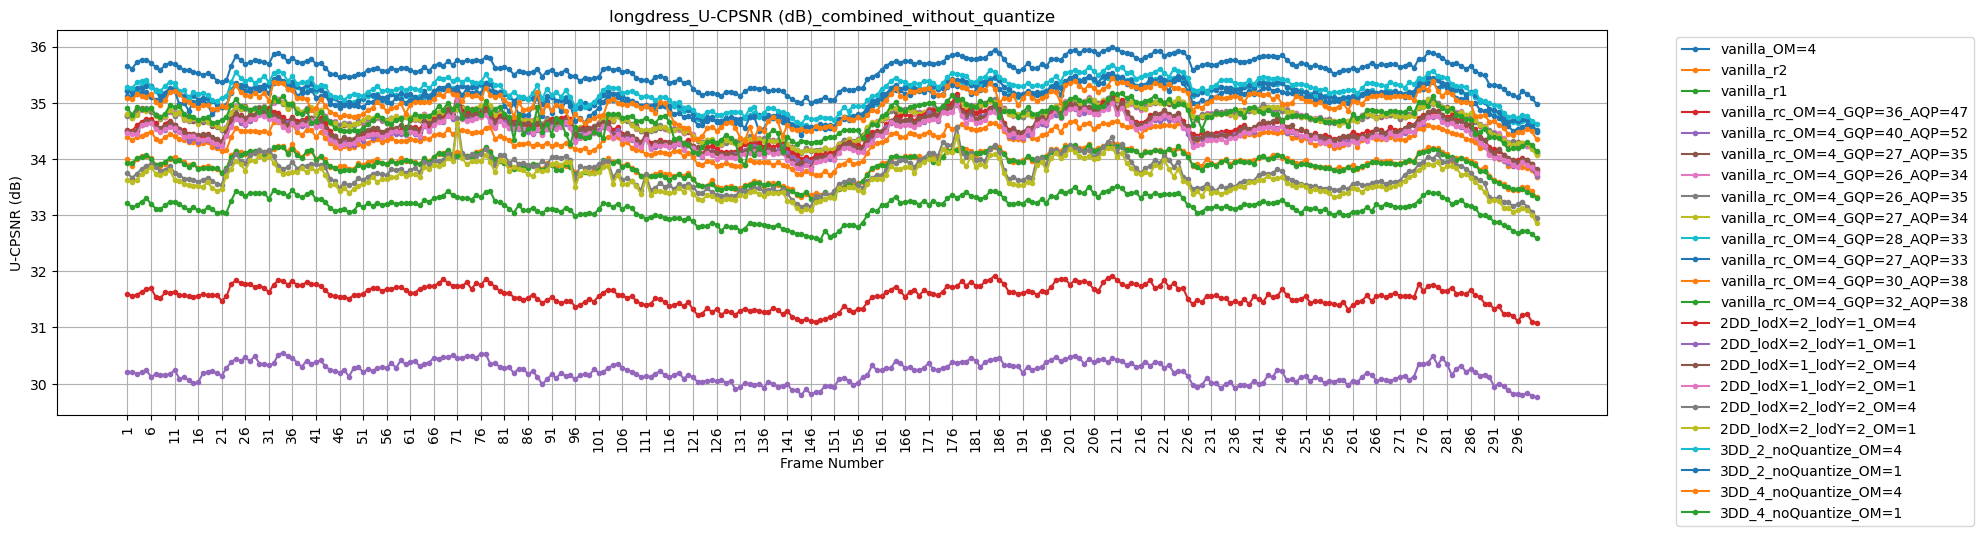 longdress_U-CPSNR (dB)_combined_without_quantize
U-CPSNR (dB)
36
35
34
33
32
31
30
1 6 11 16 21 26 31 36 41 46 51 56 61 66 71 76 81 86 91 96 101 106 111 116 121 126 131 136 141 146 151 156 161 166 171 176 181 186 191 196 201 206 211 216 221 226 231 236 241 246 251 256 261 266 271 276 281 286 291 296
Frame Number
vanilla_OM=4
vanilla_r2
vanilla_r1
vanilla_rc_OM=4_GQP=36_AQP=47
vanilla_rc_OM=4_GQP=40_AQP=52
vanilla_rc_OM=4_GQP=27_AQP=35
vanilla_rc_OM=4_GQP=26_AQP=34
vanilla_rc_OM=4_GQP=26_AQP=35
vanilla_rc_OM=4_GQP=27_AQP=34
vanilla_rc_OM=4_GQP=28_AQP=33
vanilla_rc_OM=4_GQP=27_AQP=33
vanilla_rc_OM=4_GQP=30_AQP=38
vanilla_rc_OM=4_GQP=32_AQP=38
2DD_lodX=2_lodY=1_OM=4
2DD_lodX=2_lodY=1_OM=1
2DD_lodX=1_lodY=2_OM=4
2DD_lodX=1_lodY=2_OM=1
2DD_lodX=2_lodY=2_OM=4
2DD_lodX=2_lodY=2_OM=1
3DD_2_noQuantize_OM=4
3DD_2_noQuantize_OM=1
3DD_4_noQuantize_OM=4
3DD_4_noQuantize_OM=1